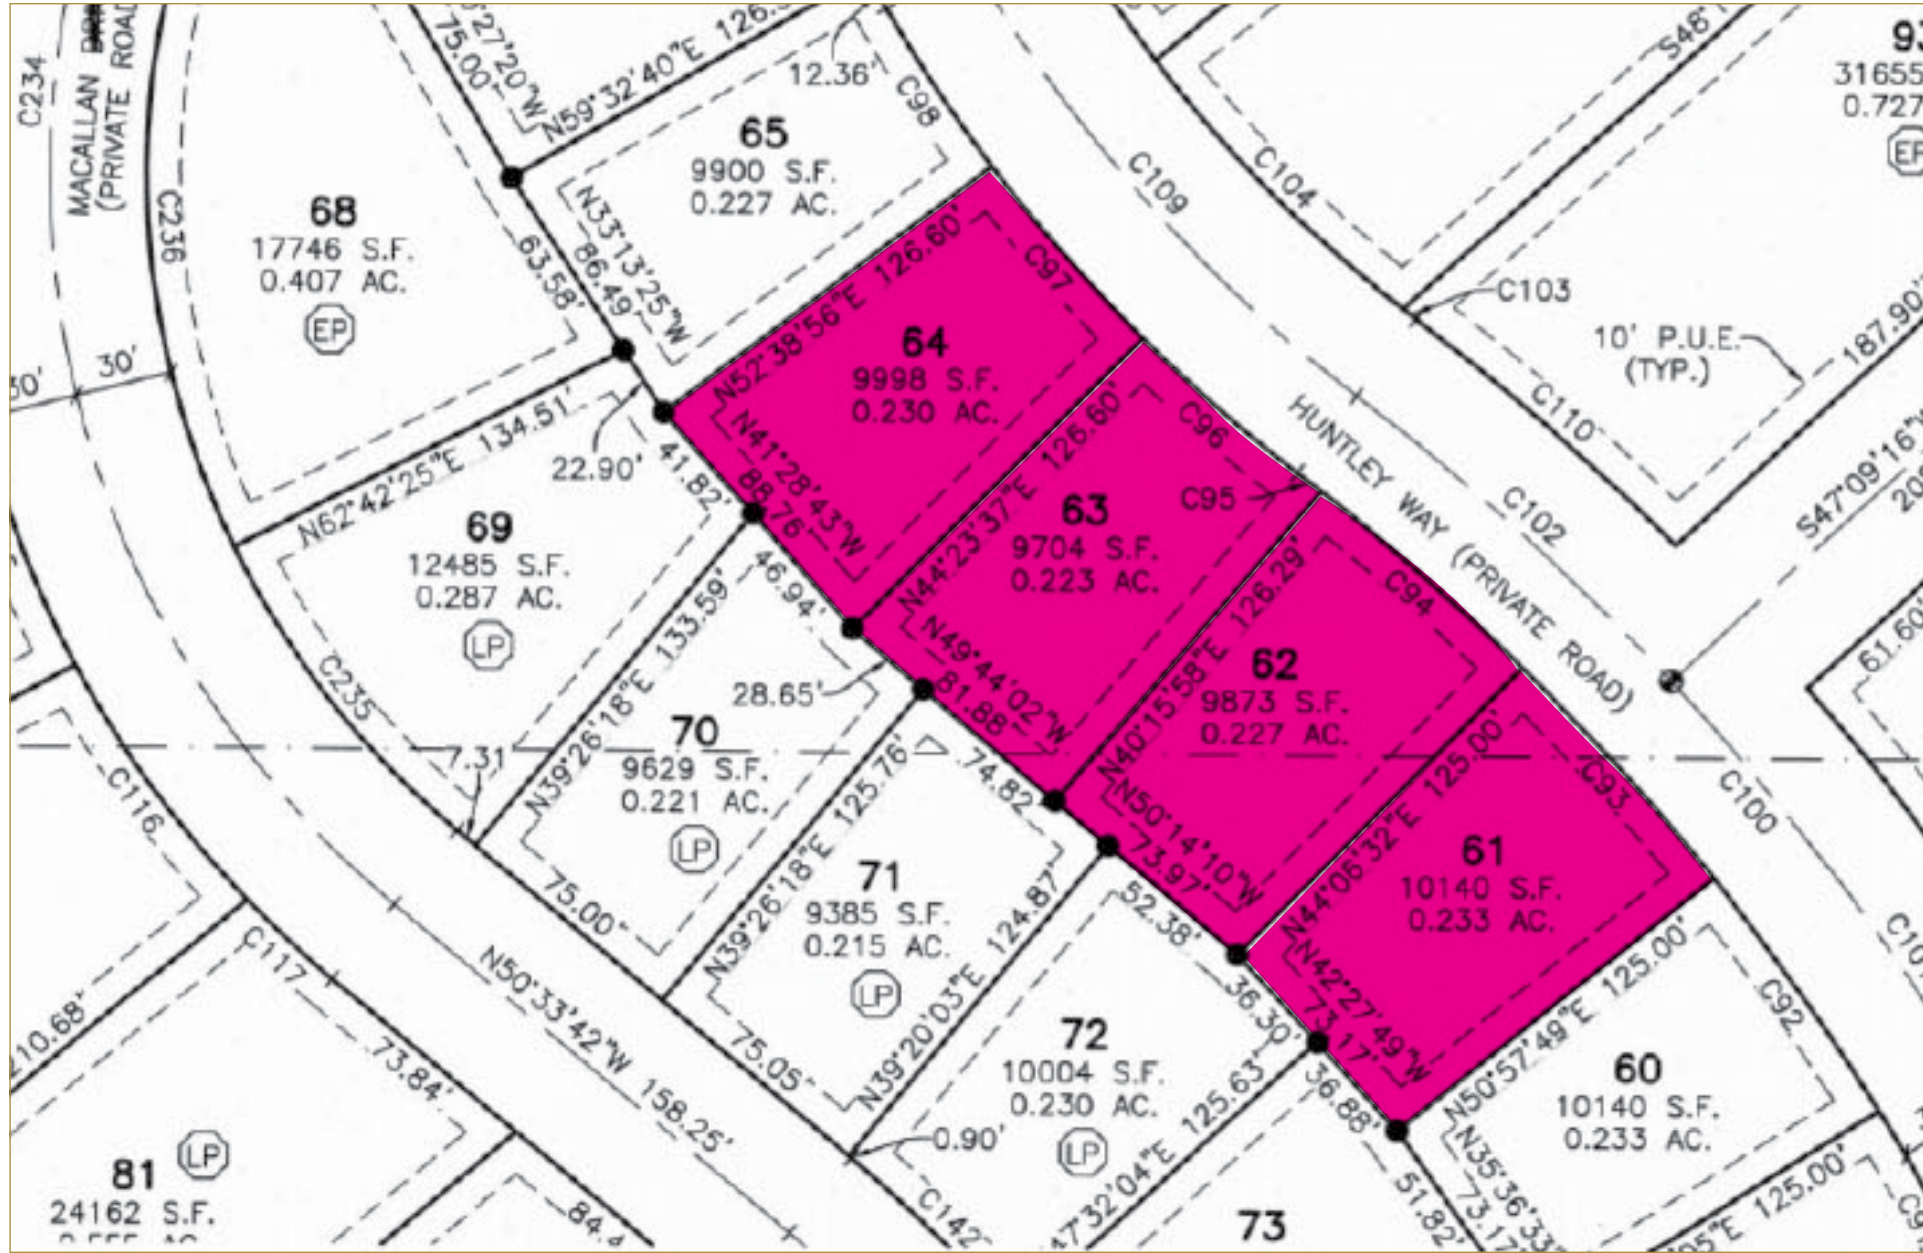 C234
MACALLAN
(PRIVATE ROAD
C236
30'
68
17746 S.F.
0.407 AC.
EP
27'20"W
75.00'
N59°32'40"E
12.36'
C98
65
9900 S.F.
0.227 AC.
N33°13'25"W
86.49'
63.58'
C109
C104
C103
10' P.U.E.
(TYP.)
187.90'
C110
N52°38'56"E 126.60'
C97
64
9998 S.F.
0.230 AC.
N41°28'43"W
88.76'
N62°42'25"E 134.51'
22.90'
41.82'
69
12485 S.F.
0.287 AC.
LP
46.94'
N44°23'37"E 126.60'
C96
C95
63
9704 S.F.
0.223 AC.
N49°44'02"W
81.88'
HUNTLEY WAY (PRIVATE ROAD)
C102
S47°09'16"W
61.60'
C235
N39°26'18"E 133.59'
28.65'
70
9629 S.F.
0.221 AC.
LP
7.31
C116
N40°15'58"E 126.29'
C94
62
9873 S.F.
0.227 AC.
N50°14'10"W
73.97'
74.82'
C93
C100
N44°06'32"E 125.00'
61
10140 S.F.
0.233 AC.
N42°27'49"W
73.17'
75.00'
N39°26'18"E 125.76'
71
9385 S.F.
0.215 AC.
LP
52.38'
36.30'
C117
N50°33'42"W 158.25'
73.84'
75.05'
N39°20'03"E 124.87'
72
10004 S.F.
0.230 AC.
LP
0.90'
C142
36.88'
N50°57'49"E 125.00'
C92
60
10140 S.F.
0.233 AC.
N35°36'33"
73.17'
51.82'
125.00'
210.68'
81
LP
24162 S.F.
47°32'04"E 125.63'
73